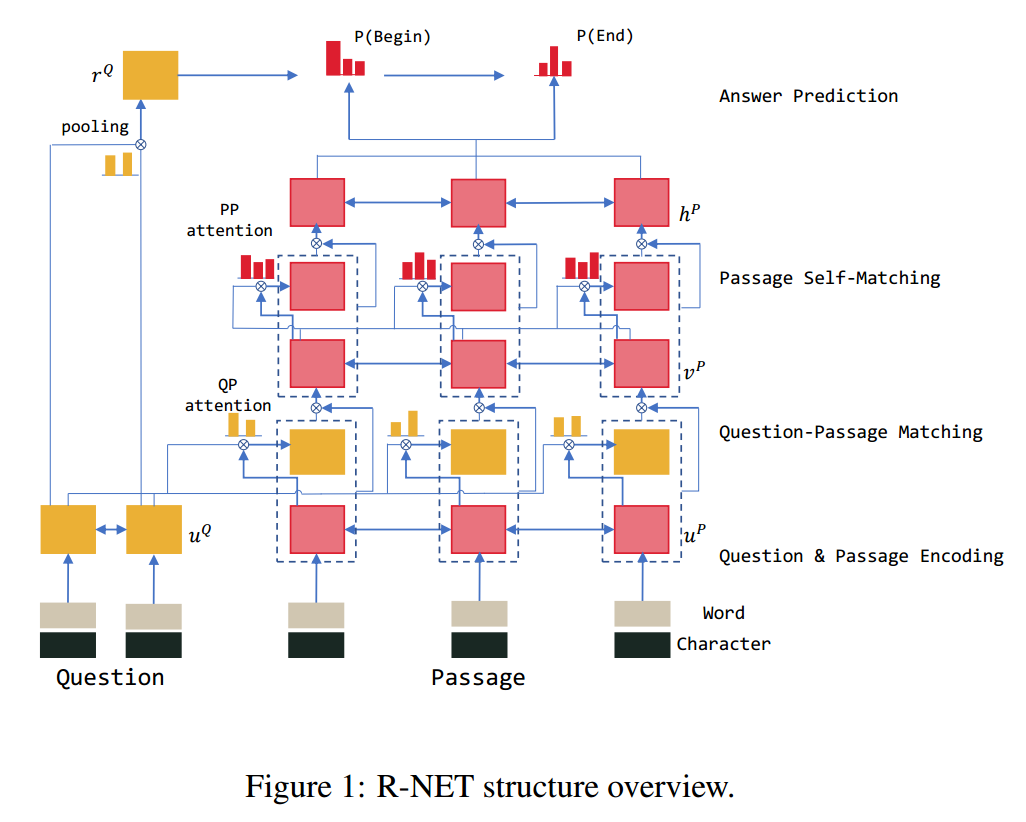 P(Begin)
P(End)
r^Q
Answer Prediction
pooling
PP
attention
h^P
Passage Self-Matching
v^P
QP
attention
Question-Passage Matching
u^Q
u^P
Question & Passage Encoding
Word
Character
Question
Passage
Figure 1: R-NET structure overview.